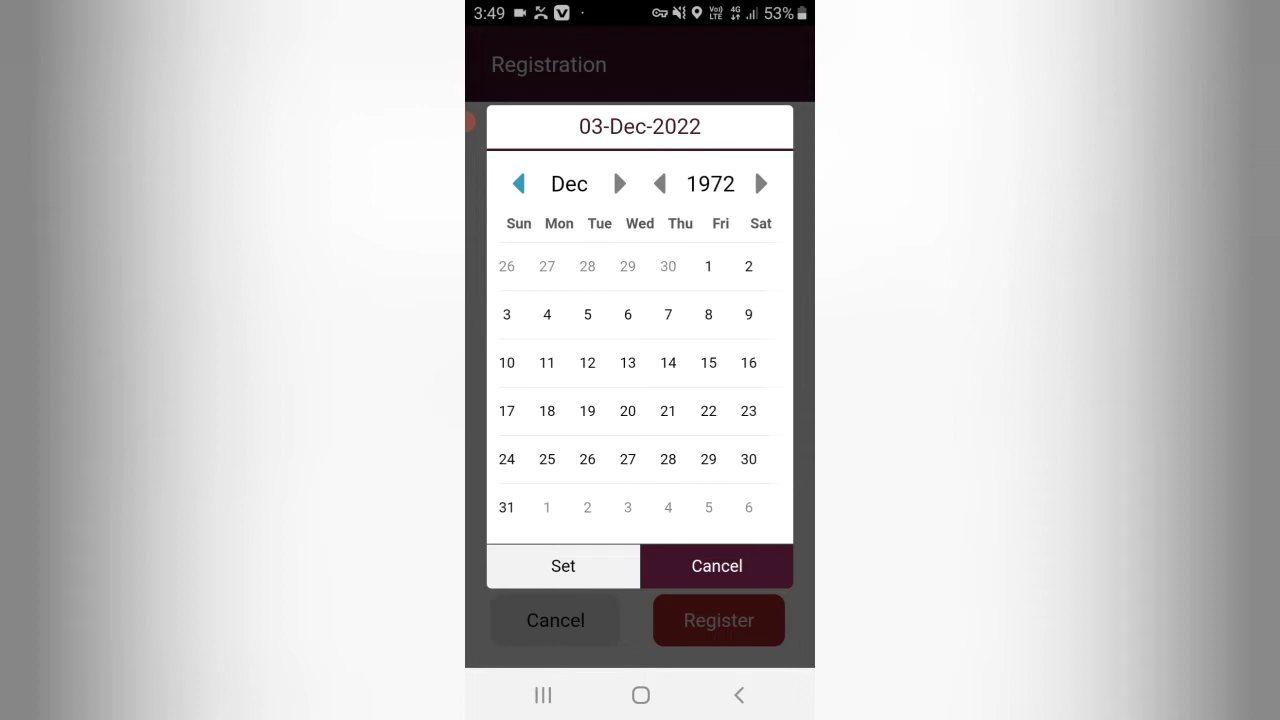 3:49 VoLTE 4G 53%
Registration
03-Dec-2022
Dec 1972
Sun Mon Tue Wed Thu Fri Sat
26 27 28 29 30 1 2
3 4 5 6 7 8 9
10 11 12 13 14 15 16
17 18 19 20 21 22 23
24 25 26 27 28 29 30
31 1 2 3 4 5 6
Set Cancel
Cancel Register